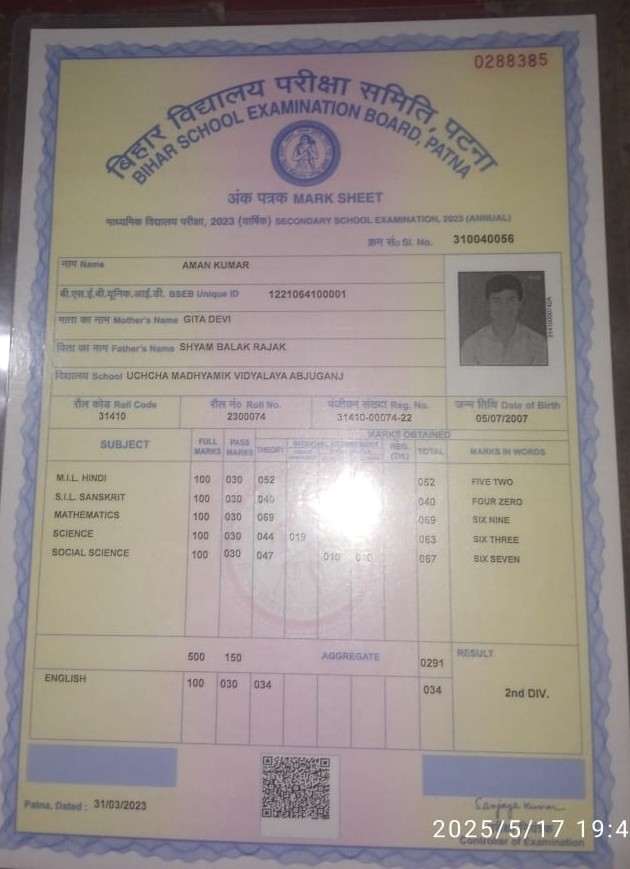 0288385
बिहार विद्यालय परीक्षा समिति, पटना
BIHAR SCHOOL EXAMINATION BOARD, PATNA
अंक पत्रक MARK SHEET
माध्यमिक विद्यालय परीक्षा, 2023 (वार्षिक) SECONDARY SCHOOL EXAMINATION, 2023 (ANNUAL)
क्रम सं० Sl. No. 310040056
नाम Name AMAN KUMAR
बी.एस.ई.बी.यूनिक.आई.डी. BSEB Unique ID 1221064100001
माता का नाम Mother's Name GITA DEVI
पिता का नाम Father's Name SHYAM BALAK RAJAK
विद्यालय School UCHCHA MADHYAMIK VIDYALAYA ABJUGANJ
रौल कोड Roll Code रौल नं० Roll No. पंजीयन संख्या Reg. No. जन्म तिथि Date of Birth
31410 2300074 31410-00074-22 05/07/2007
MARKS OBTAINED
SUBJECT FULL MARKS PASS MARKS THEORY REG. (TH.) TOTAL MARKS IN WORDS
M.I.L. HINDI 100 030 052 052 FIVE TWO
S.I.L. SANSKRIT 100 030 040 040 FOUR ZERO
MATHEMATICS 100 030 069 069 SIX NINE
SCIENCE 100 030 044 019 063 SIX THREE
SOCIAL SCIENCE 100 030 047 010 010 067 SIX SEVEN
500 150 AGGREGATE 0291 RESULT
ENGLISH 100 030 034 034 2nd DIV.
Patna, Dated : 31/03/2023
Sanjay Kumar
Controller of Examination
2025/5/17 19:4